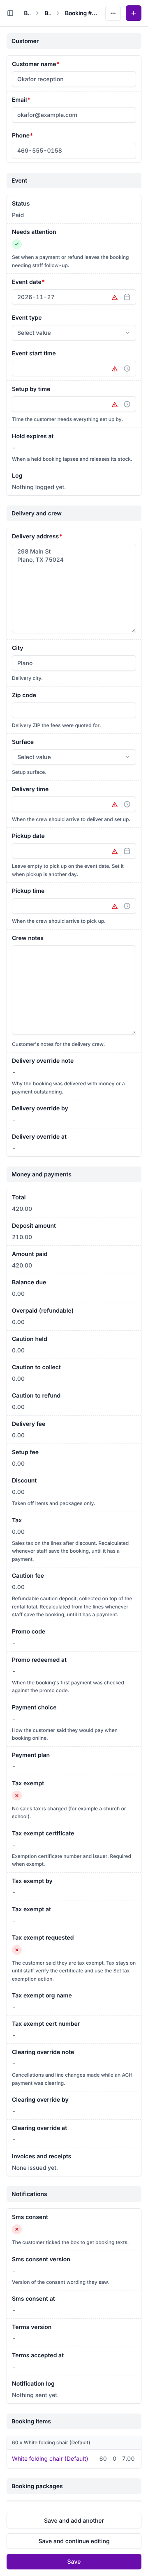 B..
B..
Booking #...
Customer
Customer name*
Okafor reception
Email*
okafor@example.com
Phone*
469-555-0158
Event
Status
Paid
Needs attention
Set when a payment or refund leaves the booking
needing staff follow-up.
Event date*
2026-11-27
Event type
Select value
Event start time
Setup by time
Time the customer needs everything set up by.
Hold expires at
-
When a held booking lapses and releases its stock.
Log
Nothing logged yet.
Delivery and crew
Delivery address*
298 Main St
Plano, TX 75024
City
Plano
Delivery city.
Zip code
Delivery ZIP the fees were quoted for.
Surface
Select value
Setup surface.
Delivery time
When the crew should arrive to deliver and set up.
Pickup date
Leave empty to pick up on the event date. Set it
when pickup is another day.
Pickup time
When the crew should arrive to pick up.
Crew notes
Customer's notes for the delivery crew.
Delivery override note
-
Why the booking was delivered with money or a
payment outstanding.
Delivery override by
-
Delivery override at
-
Money and payments
Total
420.00
Deposit amount
210.00
Amount paid
420.00
Balance due
0.00
Overpaid (refundable)
0.00
Caution held
0.00
Caution to collect
0.00
Caution to refund
0.00
Delivery fee
0.00
Setup fee
0.00
Discount
0.00
Taken off items and packages only.
Tax
0.00
Sales tax on the lines after discount. Recalculated
whenever staff save the booking, until it has a
payment.
Caution fee
0.00
Refundable caution deposit, collected on top of the
rental total. Recalculated from the lines whenever
staff save the booking, until it has a payment.
Promo code
-
Promo redeemed at
-
When the booking's first payment was checked
against the promo code.
Payment choice
-
How the customer said they would pay when
booking online.
Payment plan
-
Tax exempt
No sales tax is charged (for example a church or
school).
Tax exempt certificate
-
Exemption certificate number and issuer. Required
when exempt.
Tax exempt by
-
Tax exempt at
-
Tax exempt requested
The customer said they are tax exempt. Tax stays on
until staff verify the certificate and use the Set tax
exemption action.
Tax exempt org name
-
Tax exempt cert number
-
Clearing override note
-
Cancellations and line changes made while an ACH
payment was clearing.
Clearing override by
-
Clearing override at
-
Invoices and receipts
None issued yet.
Notifications
Sms consent
The customer ticked the box to get booking texts.
Sms consent version
-
Version of the consent wording they saw.
Sms consent at
-
Terms version
-
Terms accepted at
-
Notification log
Nothing sent yet.
Booking items
60 x White folding chair (Default)
White folding chair (Default) 60 0 7.00
Booking packages
Save and add another
Save and continue editing
Save